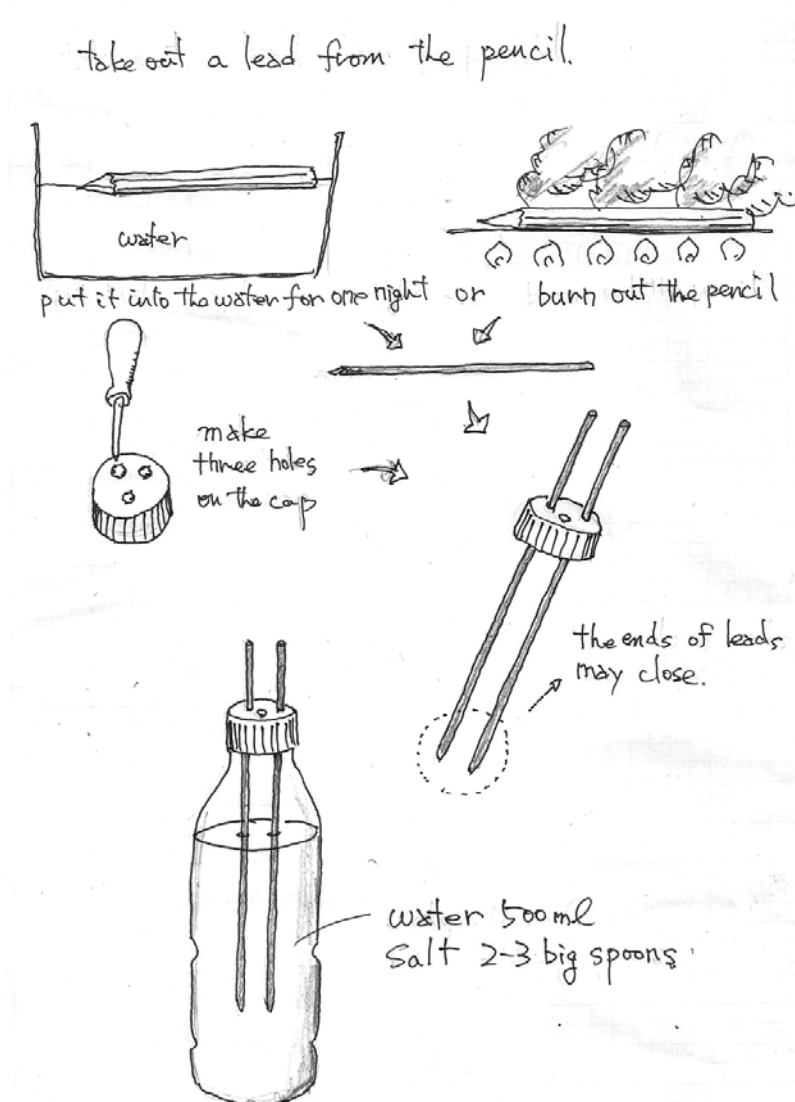 take out a lead from the pencil.
water
put it into the water for one night or burn out the pencil
make
three holes
on the cap
the ends of leads
may close.
water 500ml
Salt 2-3 big spoons